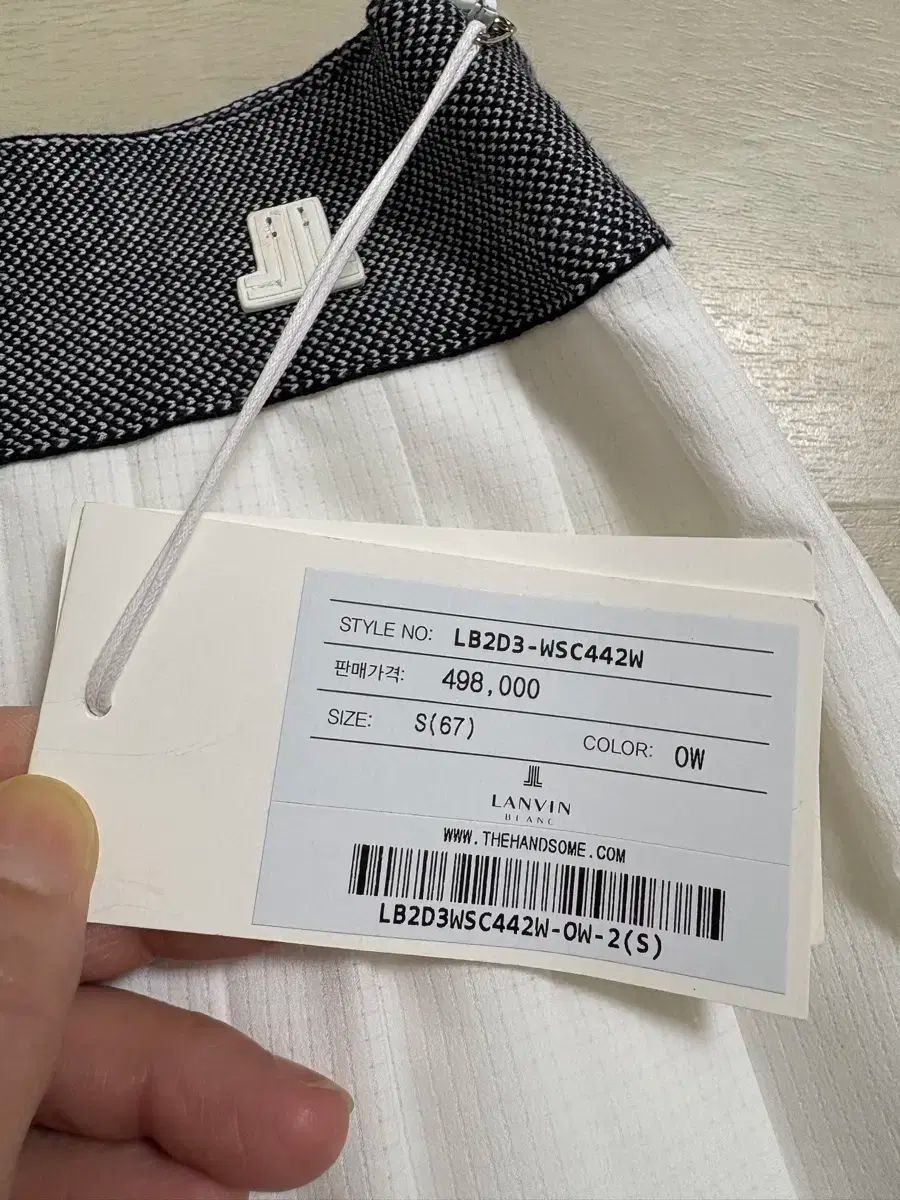 STYLE NO: LB2D3-WSC442W
판매가격: 498,000
SIZE: S(67) COLOR: OW
LANVIN
BLANC
WWW.THEHANDSOME.COM
LB2D3WSC442W-OW-2(S)